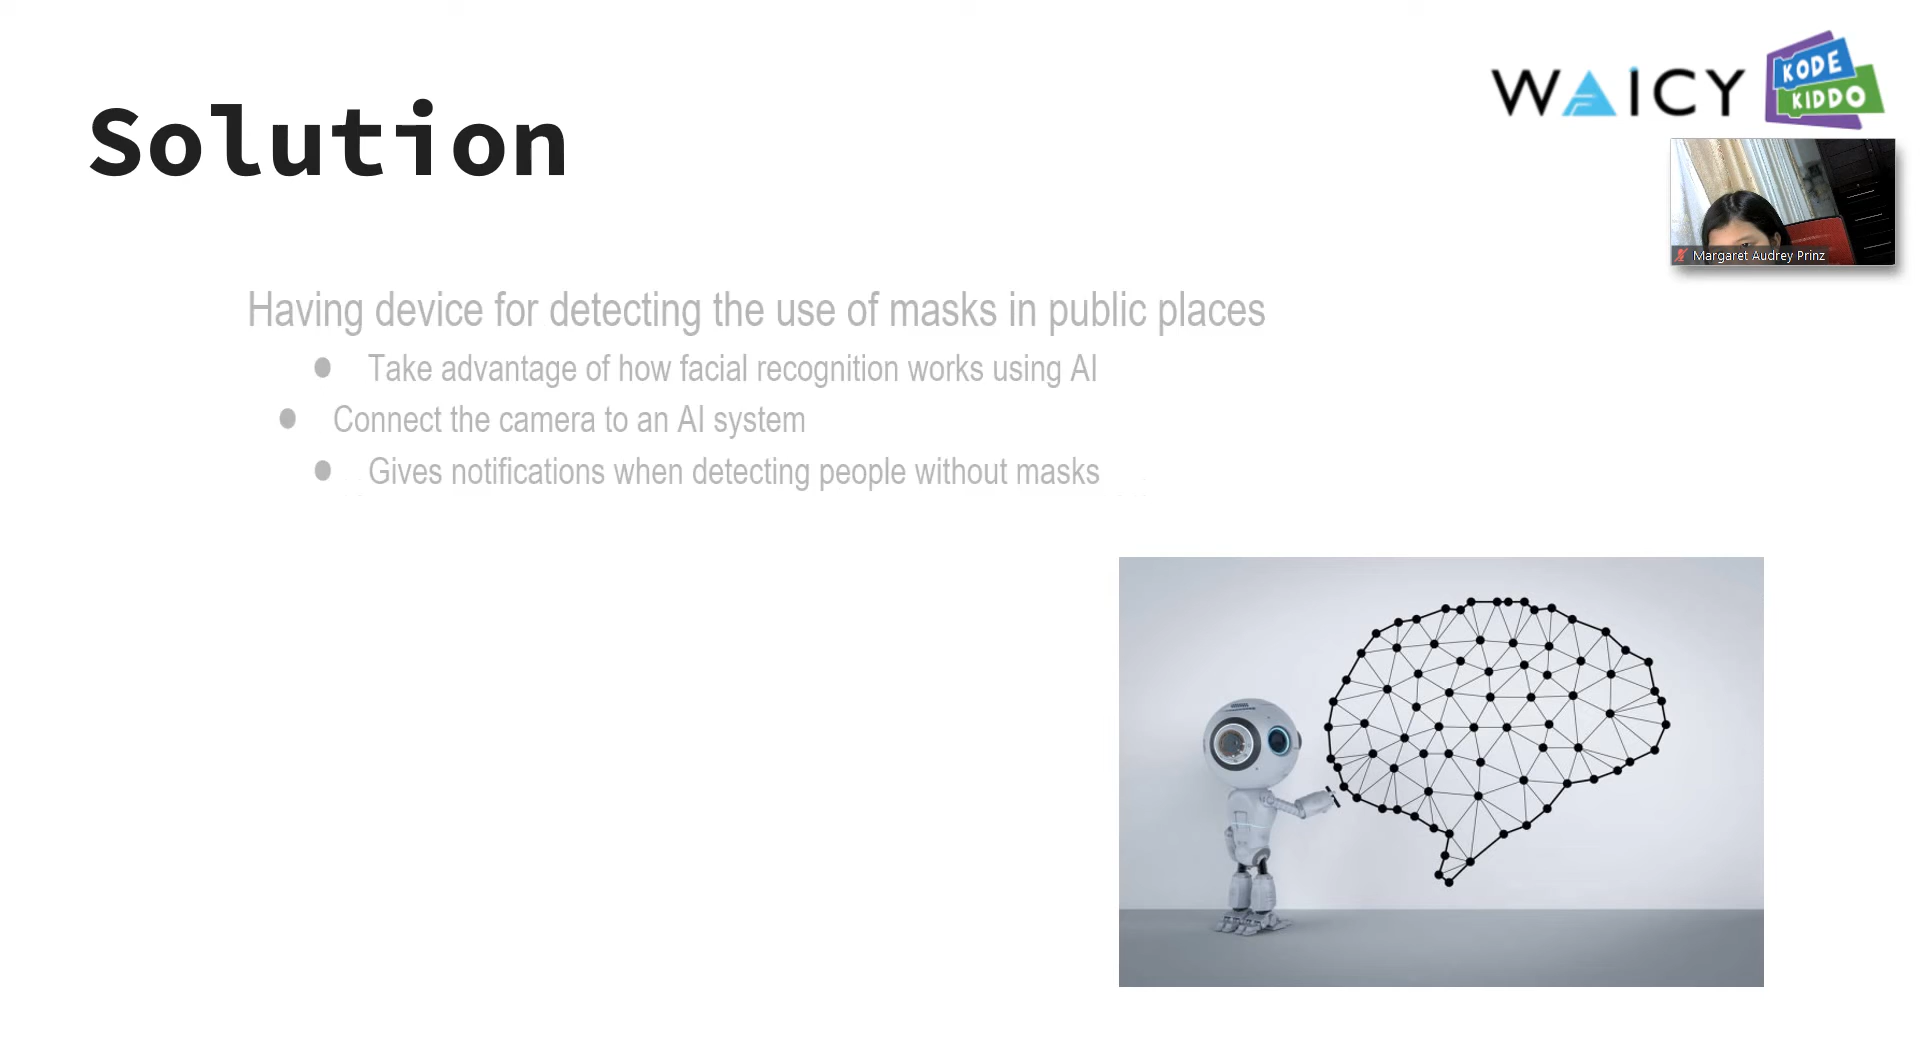 WAICY
KODE
KIDDO
Solution
Margaret Audrey Prinz
Having device for detecting the use of masks in public places
● Take advantage of how facial recognition works using AI
● Connect the camera to an AI system
● Gives notifications when detecting people without masks